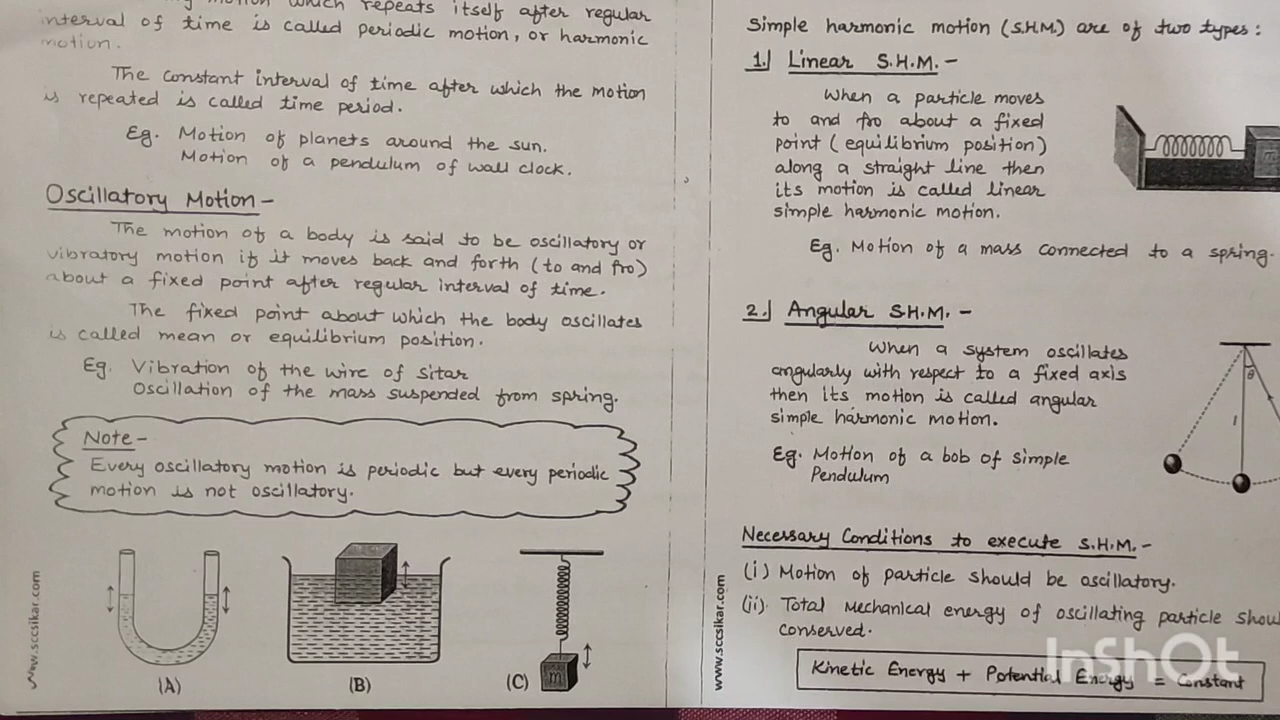 motion which repeats itself after regular
interval of time is called periodic motion, or harmonic
motion.
The constant interval of time after which the motion
is repeated is called time period.
Eg. Motion of planets around the sun.
Motion of a pendulum of wall clock.
Oscillatory Motion -
The motion of a body is said to be oscillatory or
vibratory motion if it moves back and forth (to and fro)
about a fixed point after regular interval of time.
The fixed point about which the body oscillates
is called mean or equilibrium position.
Eg. Vibration of the wire of sitar
Oscillation of the mass suspended from spring.
Note -
Every oscillatory motion is periodic but every periodic
motion is not oscillatory.
www.sccsikar.com
m
(A) (B) (C)
Simple harmonic motion (S.H.M.) are of two types:
1.) Linear S.H.M. -
When a particle moves
to and fro about a fixed
point (equilibrium position)
along a straight line then
its motion is called linear
simple harmonic motion.
m
Eg. Motion of a mass connected to a spring.
2.) Angular S.H.M. -
When a system oscillates
angularly with respect to a fixed axis
then its motion is called angular
simple harmonic motion.
θ
l
Eg. Motion of a bob of simple
Pendulum
Necessary Conditions to execute S.H.M. -
(i) Motion of particle should be oscillatory.
(ii) Total Mechanical energy of oscillating particle shou
conserved.
www.sccsikar.com
Kinetic Energy + Potential Energy = Constant
InShOt